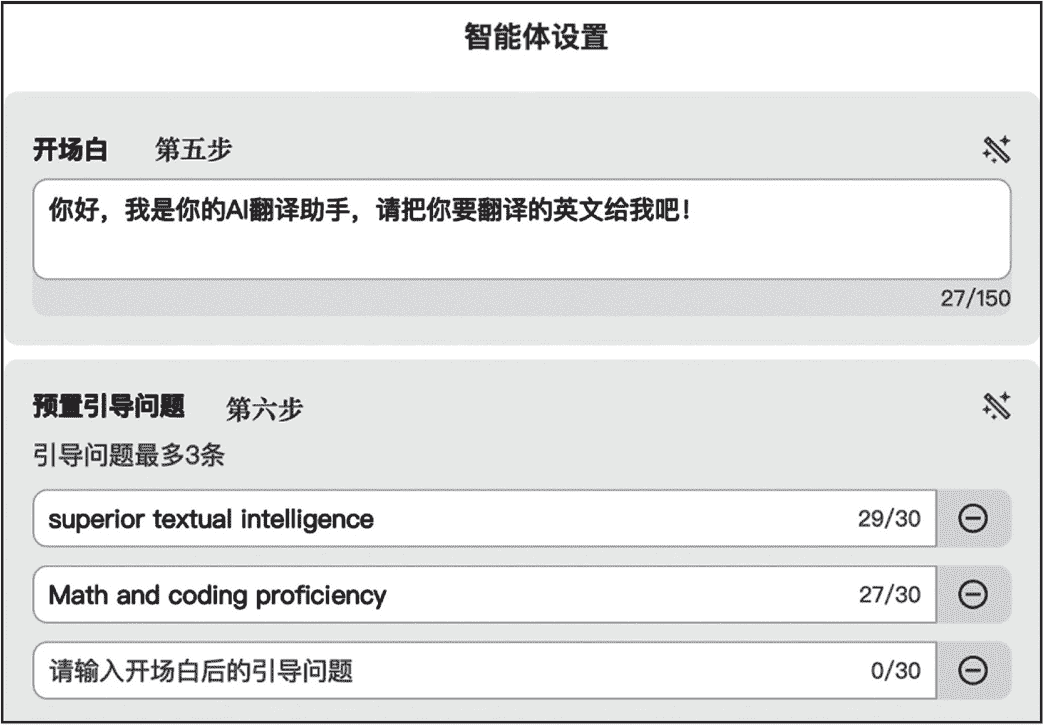 智能体设置
开场白 第五步
你好，我是你的AI翻译助手，请把你要翻译的英文给我吧！
27/150
预置引导问题 第六步
引导问题最多3条
superior textual intelligence 29/30
Math and coding proficiency 27/30
请输入开场白后的引导问题 0/30